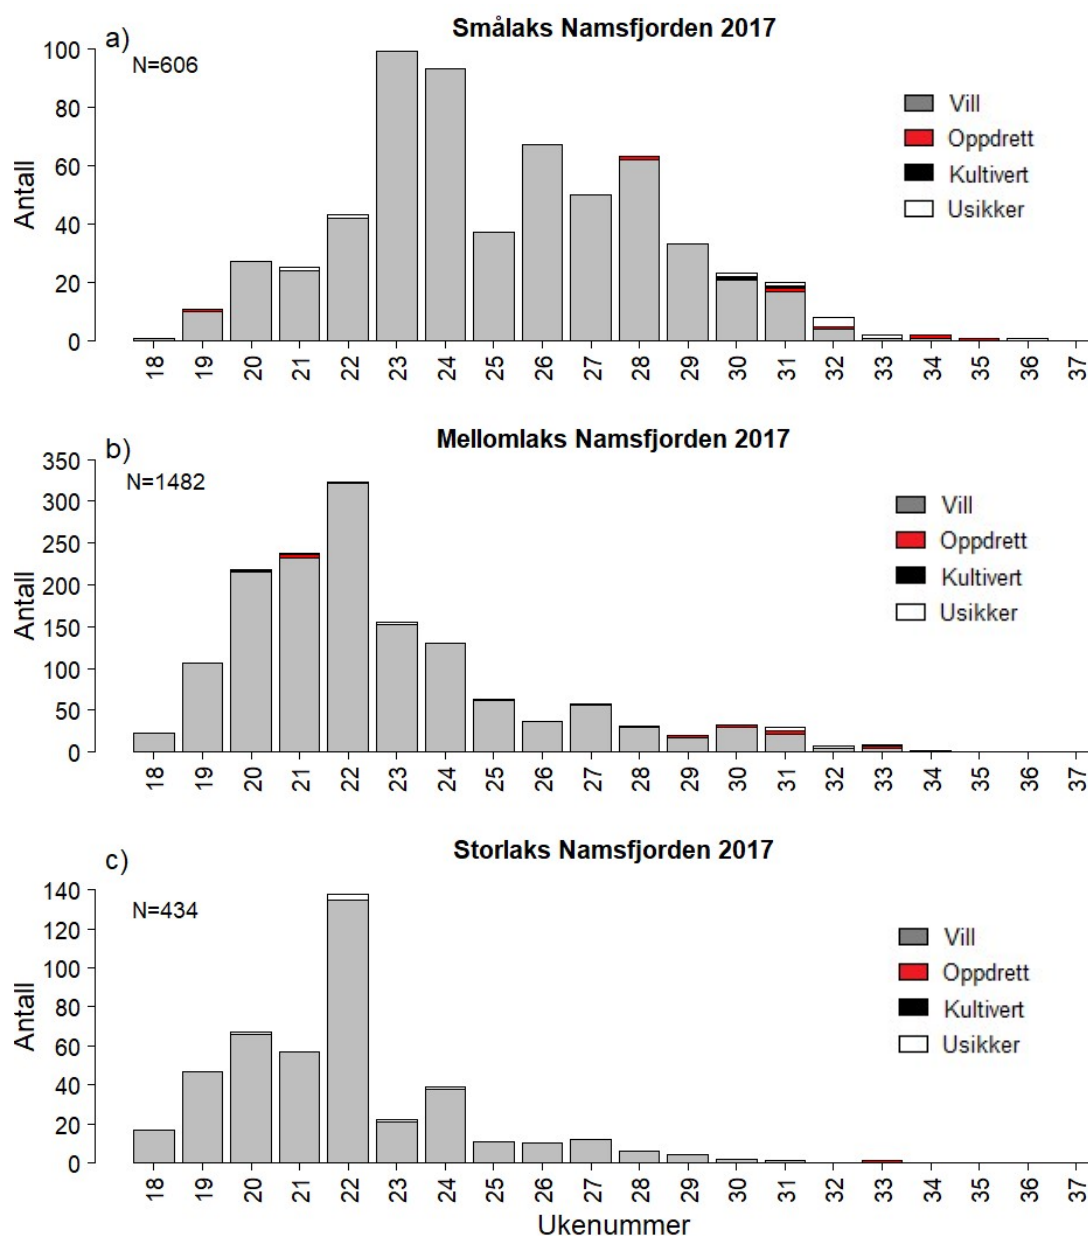 a)
Smålaks Namsfjorden 2017
N=606
Vill
Oppdrett
Kultivert
Usikker
Antall
100
80
60
40
20
0
18 19 20 21 22 23 24 25 26 27 28 29 30 31 32 33 34 35 36 37
b)
Mellomlaks Namsfjorden 2017
N=1482
Vill
Oppdrett
Kultivert
Usikker
Antall
350
300
250
200
150
100
50
0
18 19 20 21 22 23 24 25 26 27 28 29 30 31 32 33 34 35 36 37
c)
Storlaks Namsfjorden 2017
N=434
Vill
Oppdrett
Kultivert
Usikker
Antall
140
120
100
80
60
40
20
0
18 19 20 21 22 23 24 25 26 27 28 29 30 31 32 33 34 35 36 37
Ukenummer